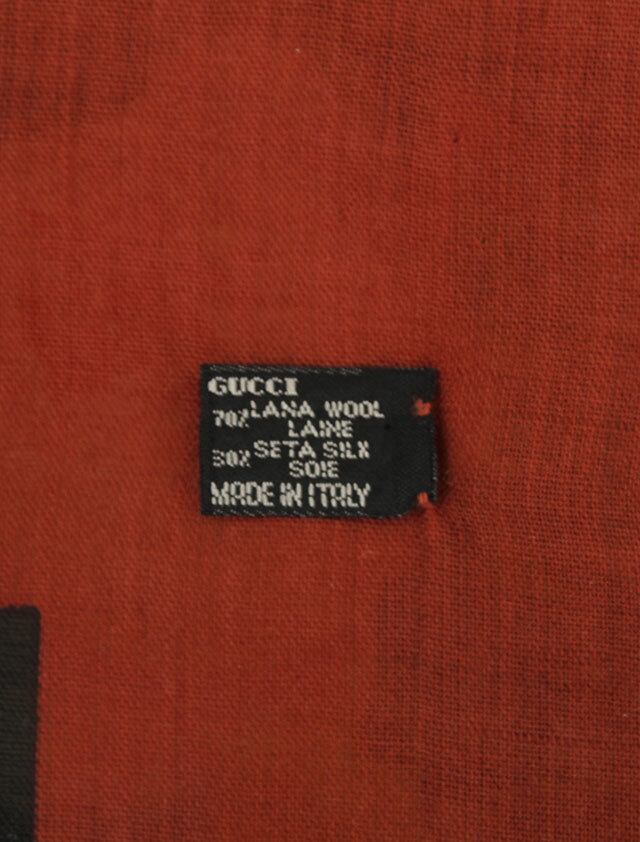 GUCCI
70% LANA WOOL
LAINE
30% SETA SILK
SOIE
MADE IN ITALY